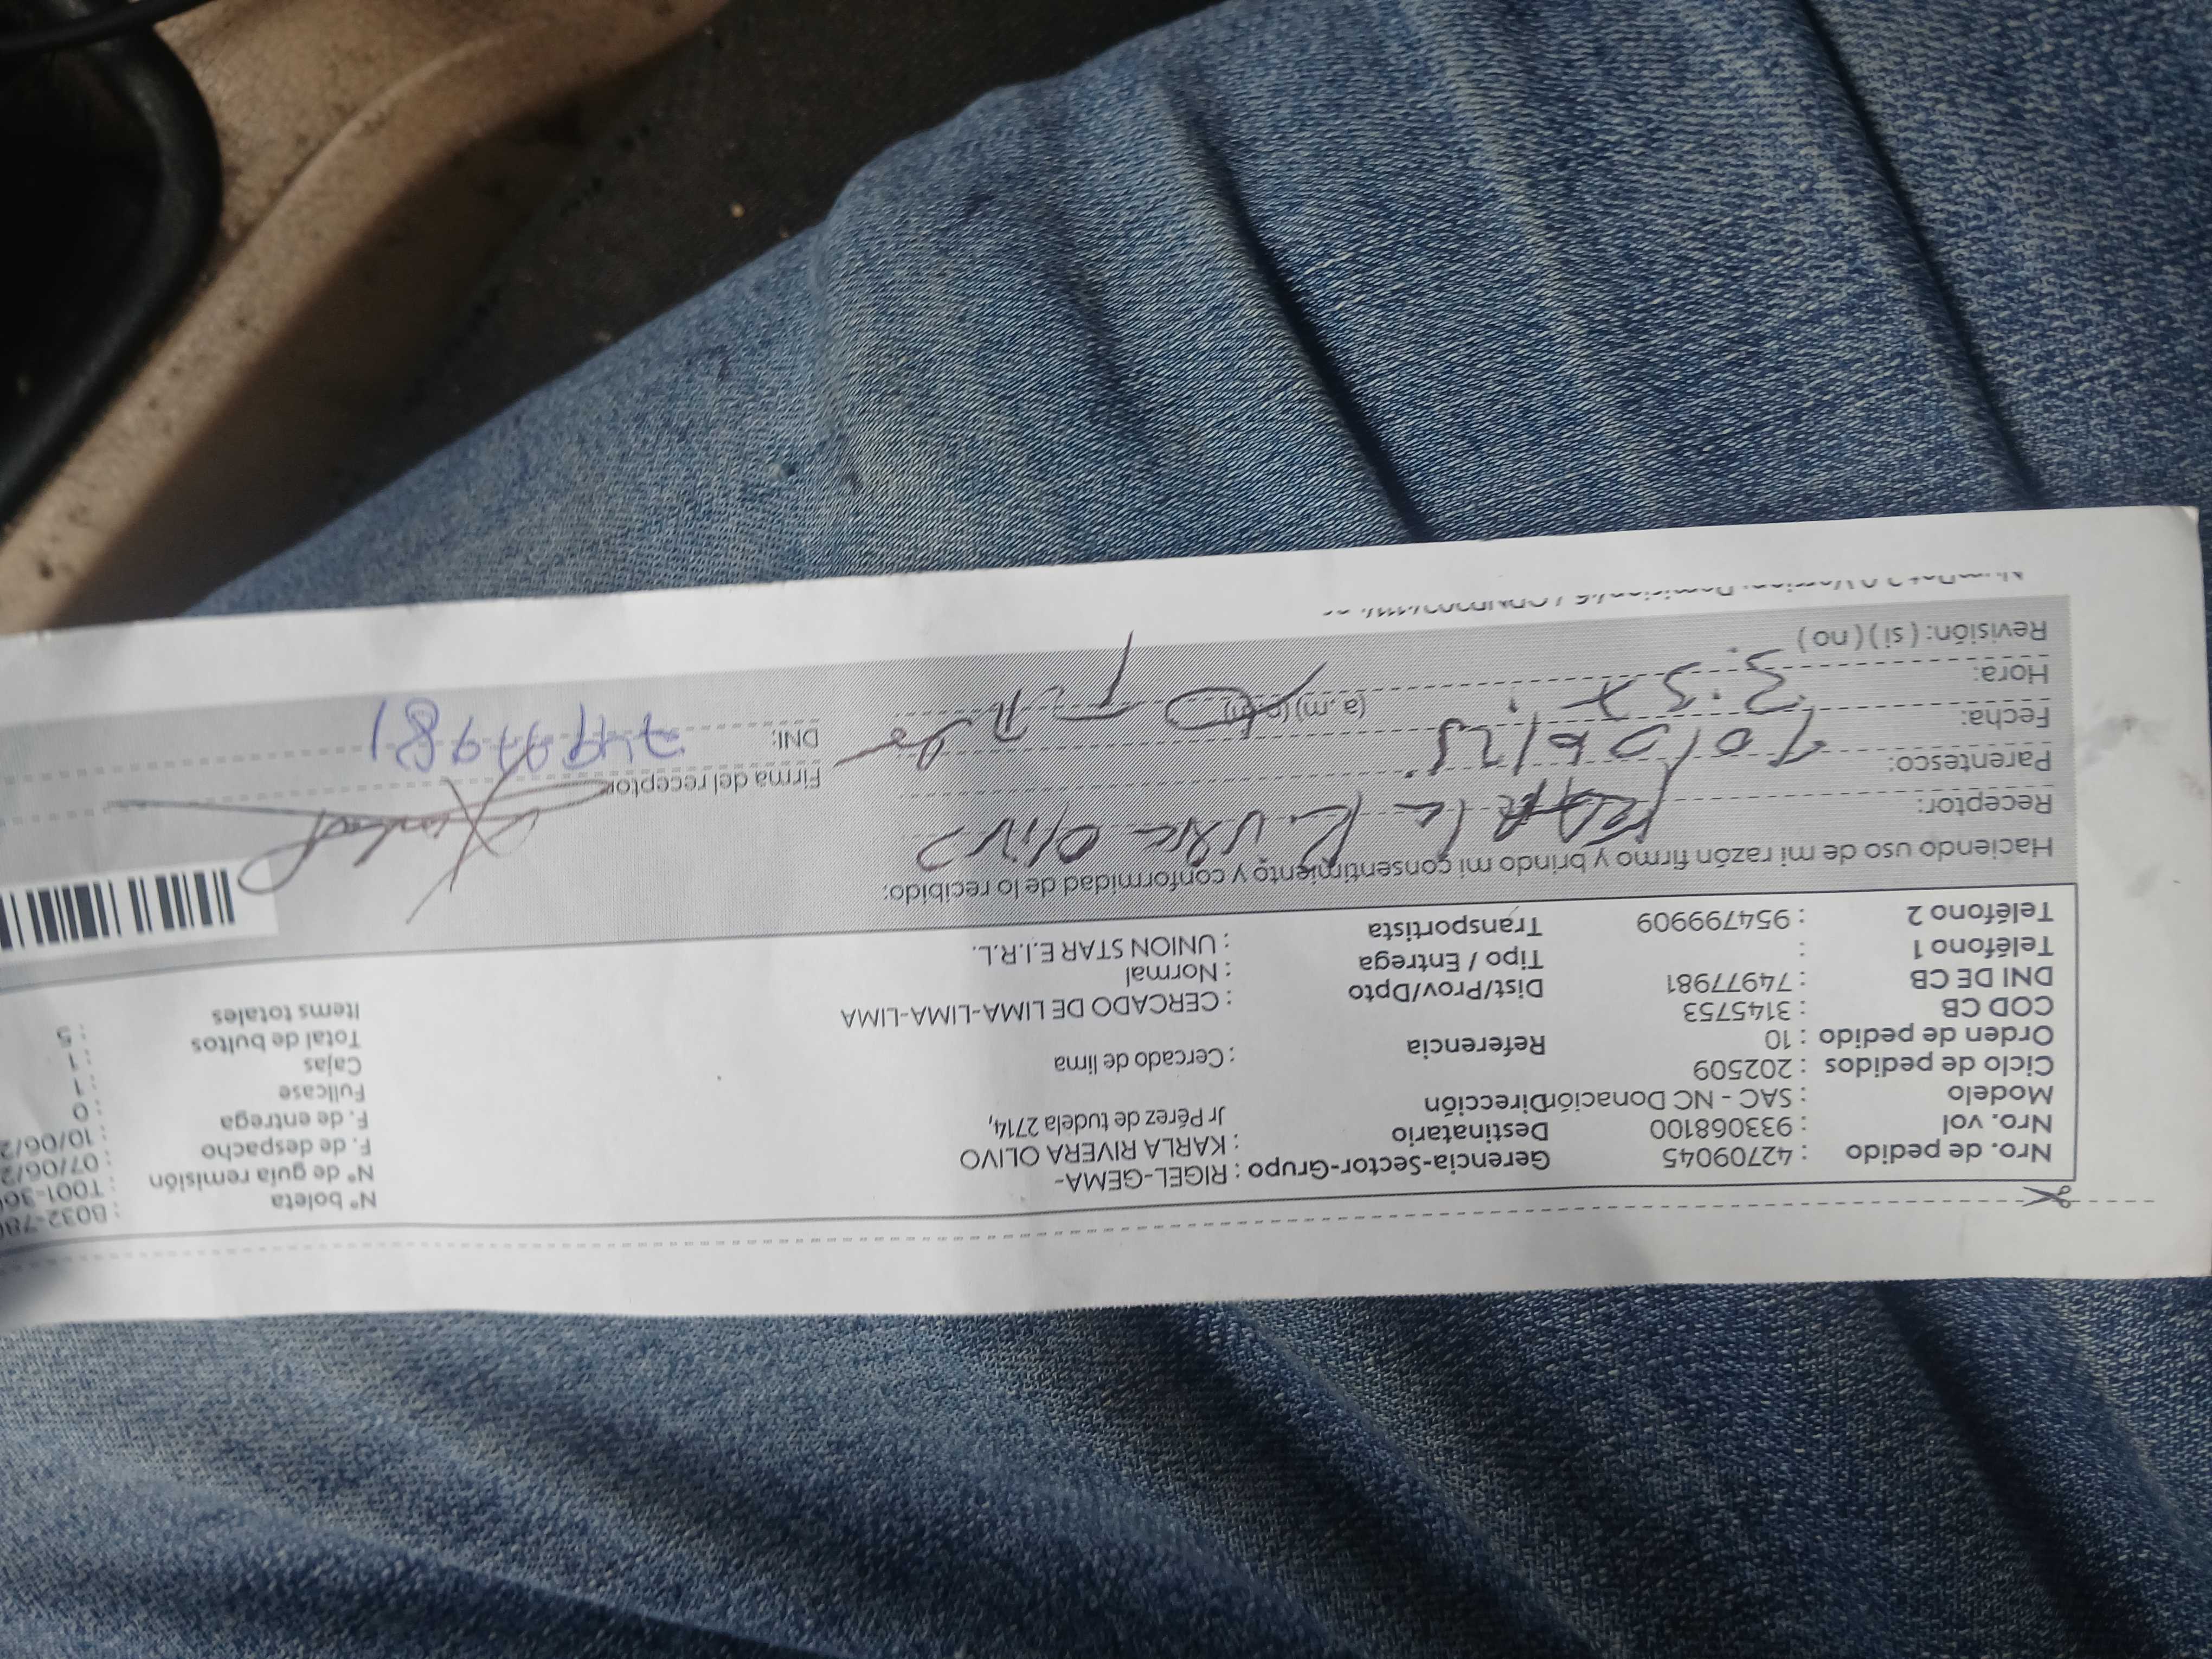 Nro. de pedido : 42709045 Gerencia-Sector-Grupo : RIGEL-GEMA- N° boleta : B032-78
Nro. vol : 933068100 Destinatario : KARLA RIVERA OLIVO N° de guía remisión : T001-36
Modelo : SAC - NC Donación Dirección Jr Pérez de tudela 2714, F. de despacho : 07/06/2
Ciclo de pedidos : 202509 F. de entrega : 10/06/2
Orden de pedido : 10 Referencia : Cercado de lima Fullcase : 0
COD CB : 3145753 Cajas : 1
DNI DE CB : 74977981 Dist/Prov/Dpto : CERCADO DE LIMA-LIMA-LIMA Total de bultos : 1
Teléfono 1 : Tipo / Entrega : Normal Items totales : 5
Teléfono 2 : 954799909 Transportista : UNION STAR E.I.R.L.
Haciendo uso de mi razón firmo y brindo mi consentimiento y conformidad de lo recibido:
Receptor: Karla Rivera Olivo
Parentesco: Firma del receptor
Fecha: 10/06/25 DNI: 74977981
Hora: (a.m) (p.m)
Revisión: ( si ) ( no )